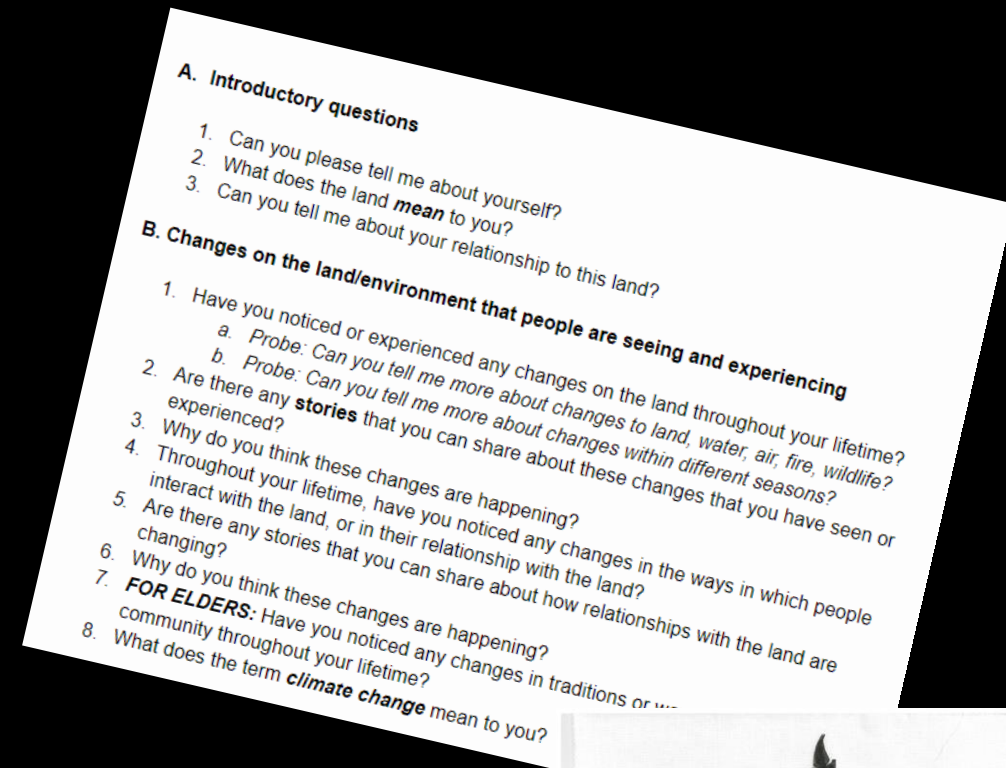 A. Introductory questions
1. Can you please tell me about yourself?
2. What does the land mean to you?
3. Can you tell me about your relationship to this land?
B. Changes on the land/environment that people are seeing and experiencing
1. Have you noticed or experienced any changes on the land throughout your lifetime?
a. Probe: Can you tell me more about changes to land, water, air, fire, wildlife?
b. Probe: Can you tell me more about changes within different seasons?
2. Are there any stories that you can share about these changes that you have seen or
experienced?
3. Why do you think these changes are happening?
4. Throughout your lifetime, have you noticed any changes in the ways in which people
interact with the land, or in their relationship with the land?
5. Are there any stories that you can share about how relationships with the land are
changing?
6. Why do you think these changes are happening?
7. FOR ELDERS: Have you noticed any changes in traditions or
community throughout your lifetime?
8. What does the term climate change mean to you?